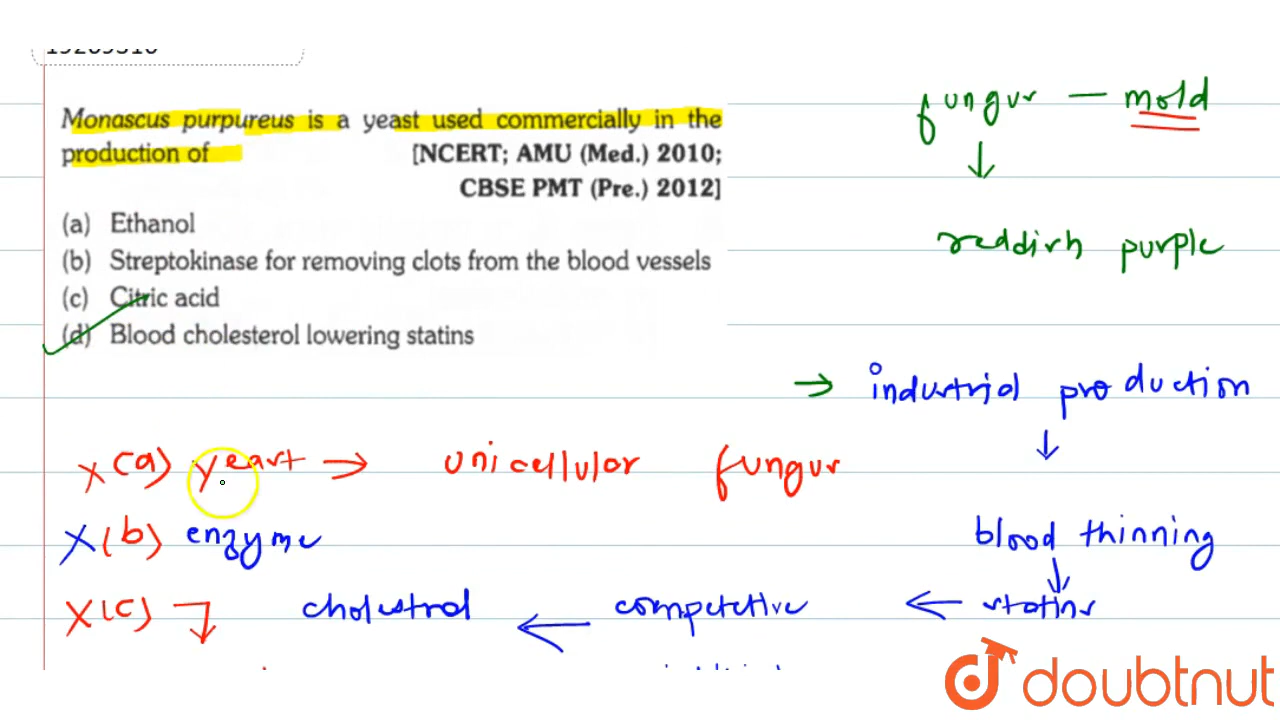 Monascus purpureus is a yeast used commercially in the
production of [NCERT; AMU (Med.) 2010;
CBSE PMT (Pre.) 2012]
(a) Ethanol
(b) Streptokinase for removing clots from the blood vessels
(c) Citric acid
(d) Blood cholesterol lowering statins
fungus — mold
↓
reddish purple
→ industrial production
↓
x (a) yeast → unicellular fungus
x (b) enzyme
blood thinning
↓
x (c) cholestrol ← competetive ← statins
doubtnut